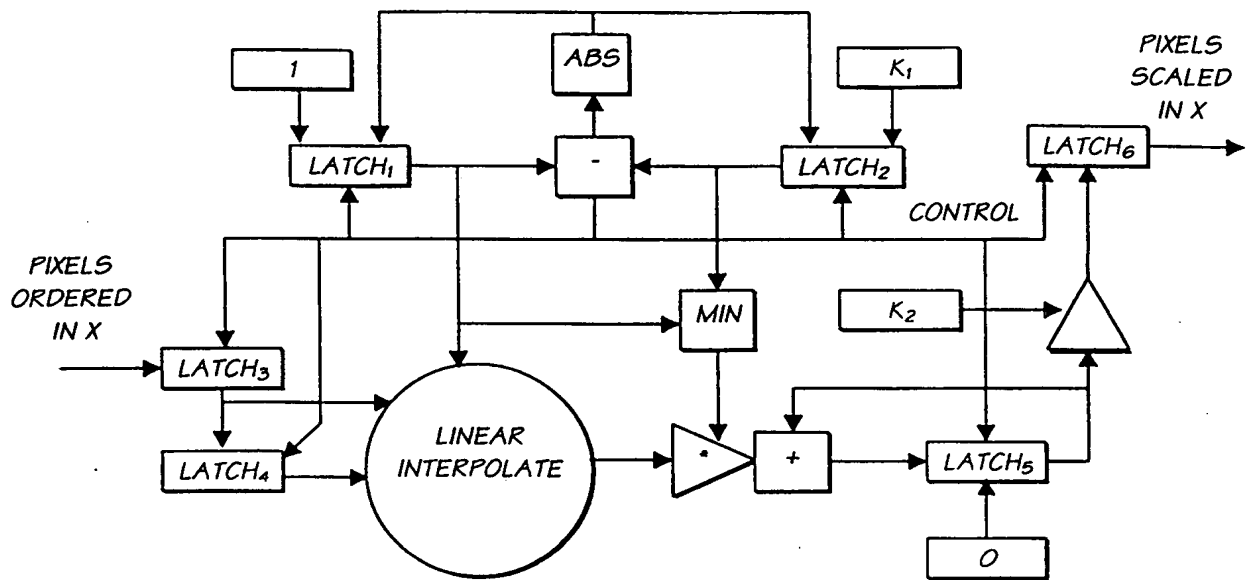 ABS
1
K1
PIXELS
SCALED
IN X
LATCH1
-
LATCH2
LATCH6
CONTROL
PIXELS
ORDERED
IN X
MIN
K2
LATCH3
LINEAR
INTERPOLATE
*
+
LATCH5
LATCH4
0